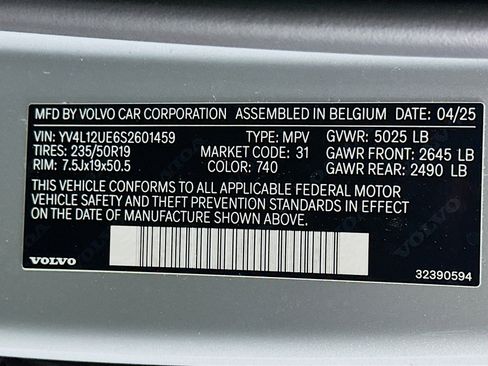 MFD BY VOLVO CAR CORPORATION ASSEMBLED IN BELGIUM DATE: 04/25
VIN: YV4L12UE6S2601459 TYPE: MPV GVWR: 5025 LB
TIRES: 235/50R19 MARKET CODE: 31 GAWR FRONT: 2645 LB
RIM: 7.5Jx19x50.5 COLOR: 740 GAWR REAR: 2490 LB
THIS VEHICLE CONFORMS TO ALL APPLICABLE FEDERAL MOTOR
VEHICLE SAFETY AND THEFT PREVENTION STANDARDS IN EFFECT
ON THE DATE OF MANUFACTURE SHOWN ABOVE.
VOLVO 32390594